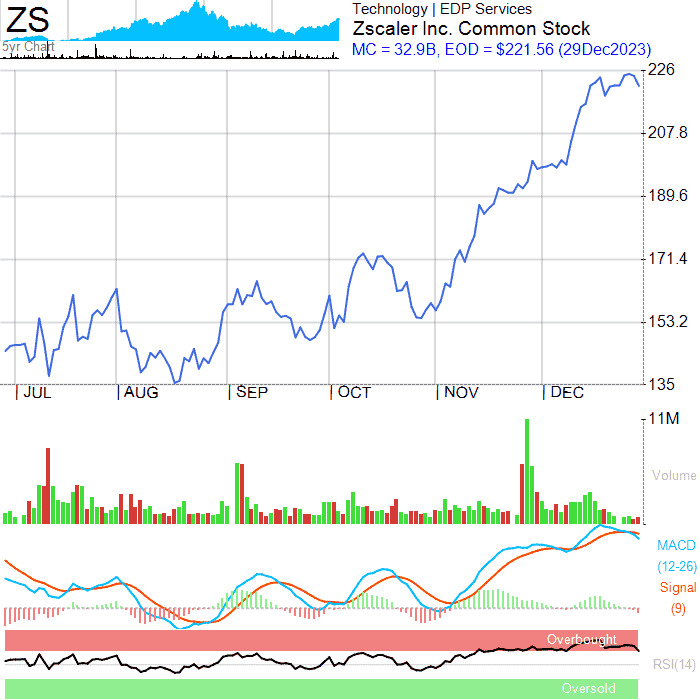 ZS
5yr Chart
Technology | EDP Services
Zscaler Inc. Common Stock
MC = 32.9B, EOD = $221.56 (29Dec2023)
226
207.8
189.6
171.4
153.2
135
JUL AUG SEP OCT NOV DEC
11M
Volume
MACD
(12-26)
Signal
(9)
Overbought
RSI(14)
Oversold